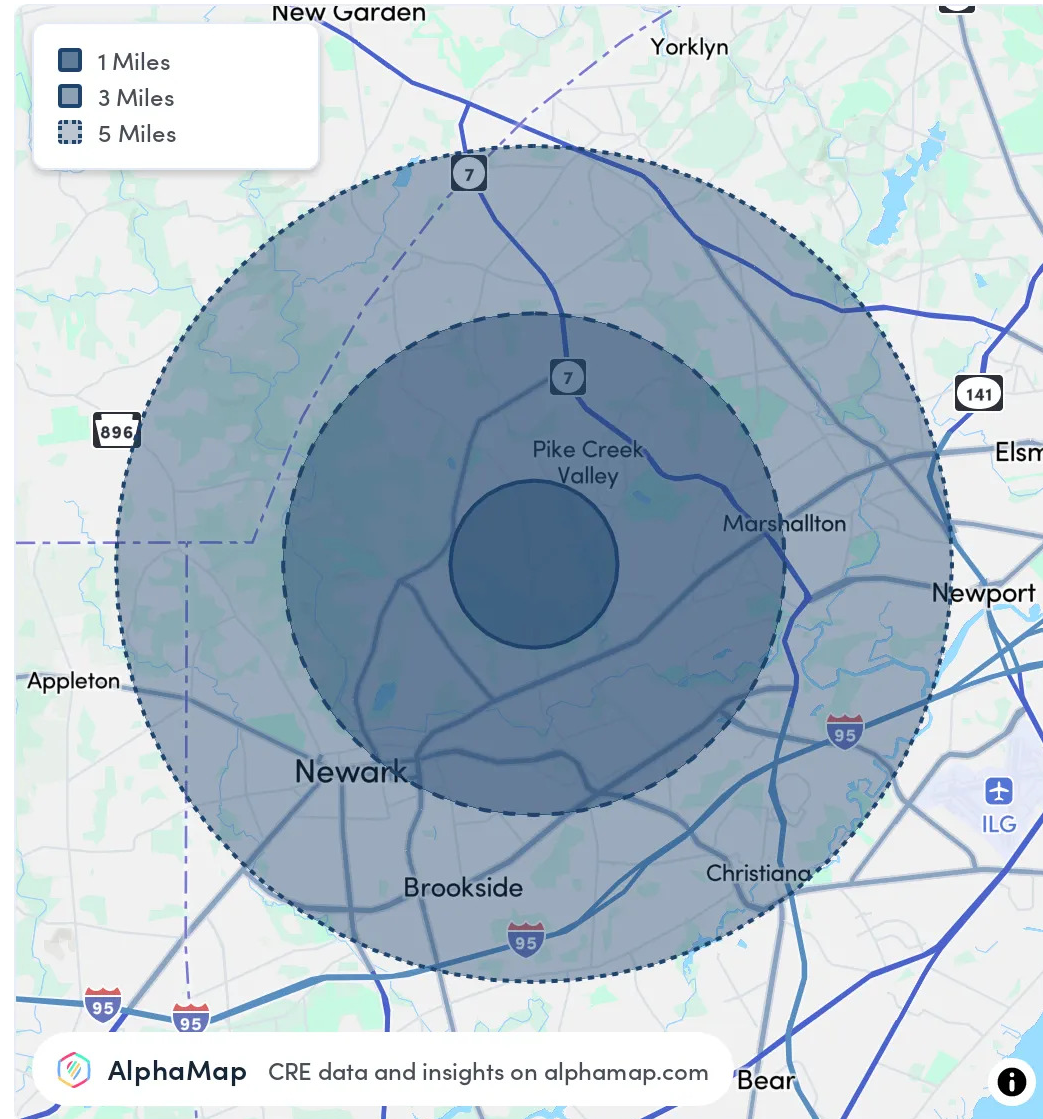 New Garden
Yorklyn
1 Miles
3 Miles
5 Miles
7
7
141
896
Elsm
Pike Creek
Valley
Marshallton
Newport
Appleton
95
Newark
ILG
Christiana
Brookside
95
95
95
AlphaMap CRE data and insights on alphamap.com
Bear
i